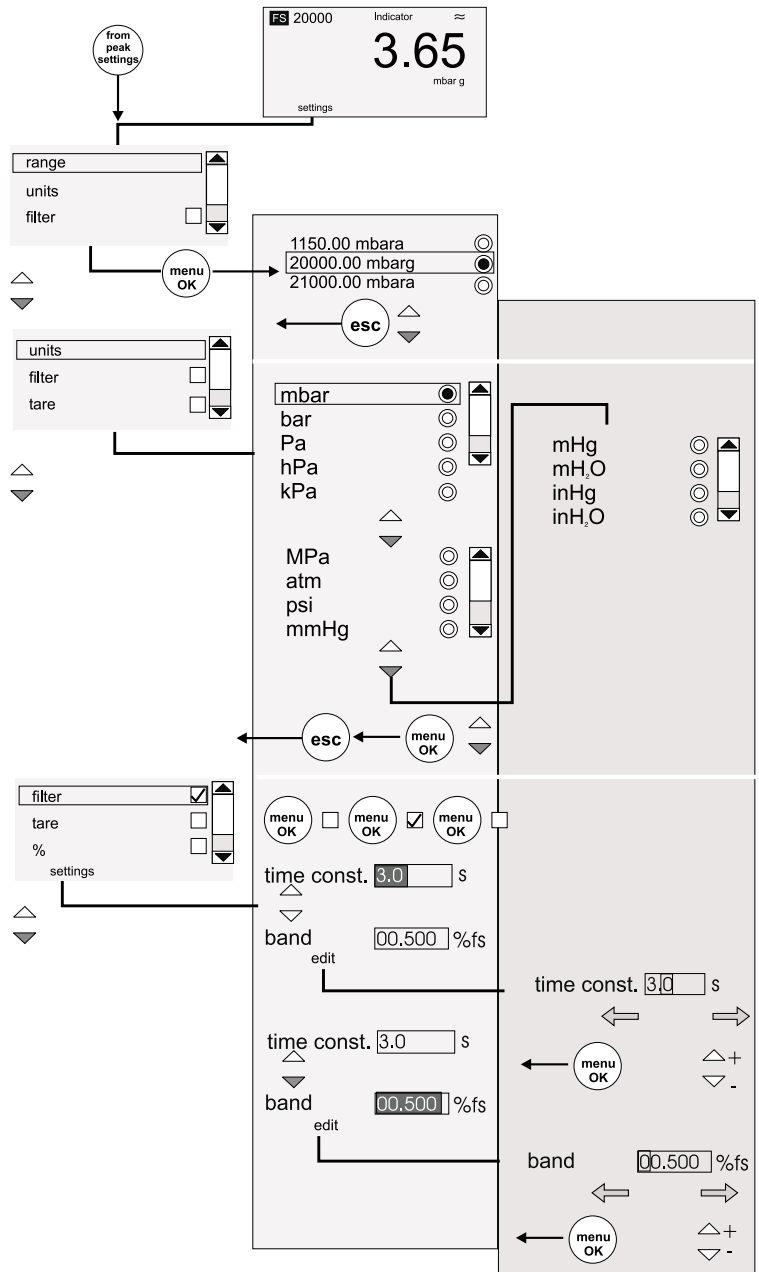 from
peak
settings
FS 20000 Indicator ≈
3.65
mbar g
settings
range
units
filter
menu
OK
1150.00 mbara
20000.00 mbarg
21000.00 mbara
esc
units
filter
tare
mbar
bar
Pa
hPa
kPa
MPa
atm
psi
mmHg
mHg
mH₂O
inHg
inH₂O
esc
menu
OK
filter
tare
%
settings
menu
OK
menu
OK
menu
OK
time const. 3.0 s
band 00.500 %fs
edit
time const. 3.0 s
+
-
menu
OK
time const. 3.0 s
band 00.500 %fs
edit
band 00.500 %fs
+
-
menu
OK